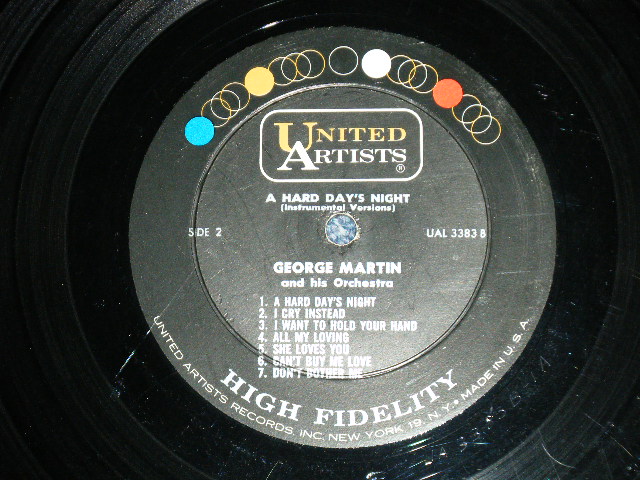 UNITED
ARTISTS
®
A HARD DAY'S NIGHT
(Instrumental Versions)
SIDE 2
UAL 3383 B
GEORGE MARTIN
and his Orchestra
1. A HARD DAY'S NIGHT
2. I CRY INSTEAD
3. I WANT TO HOLD YOUR HAND
4. ALL MY LOVING
5. SHE LOVES YOU
6. CAN'T BUY ME LOVE
7. DON'T BOTHER ME
HIGH FIDELITY
UNITED ARTISTS RECORDS, INC. NEW YORK 19, N.Y. • MADE IN U.S.A.